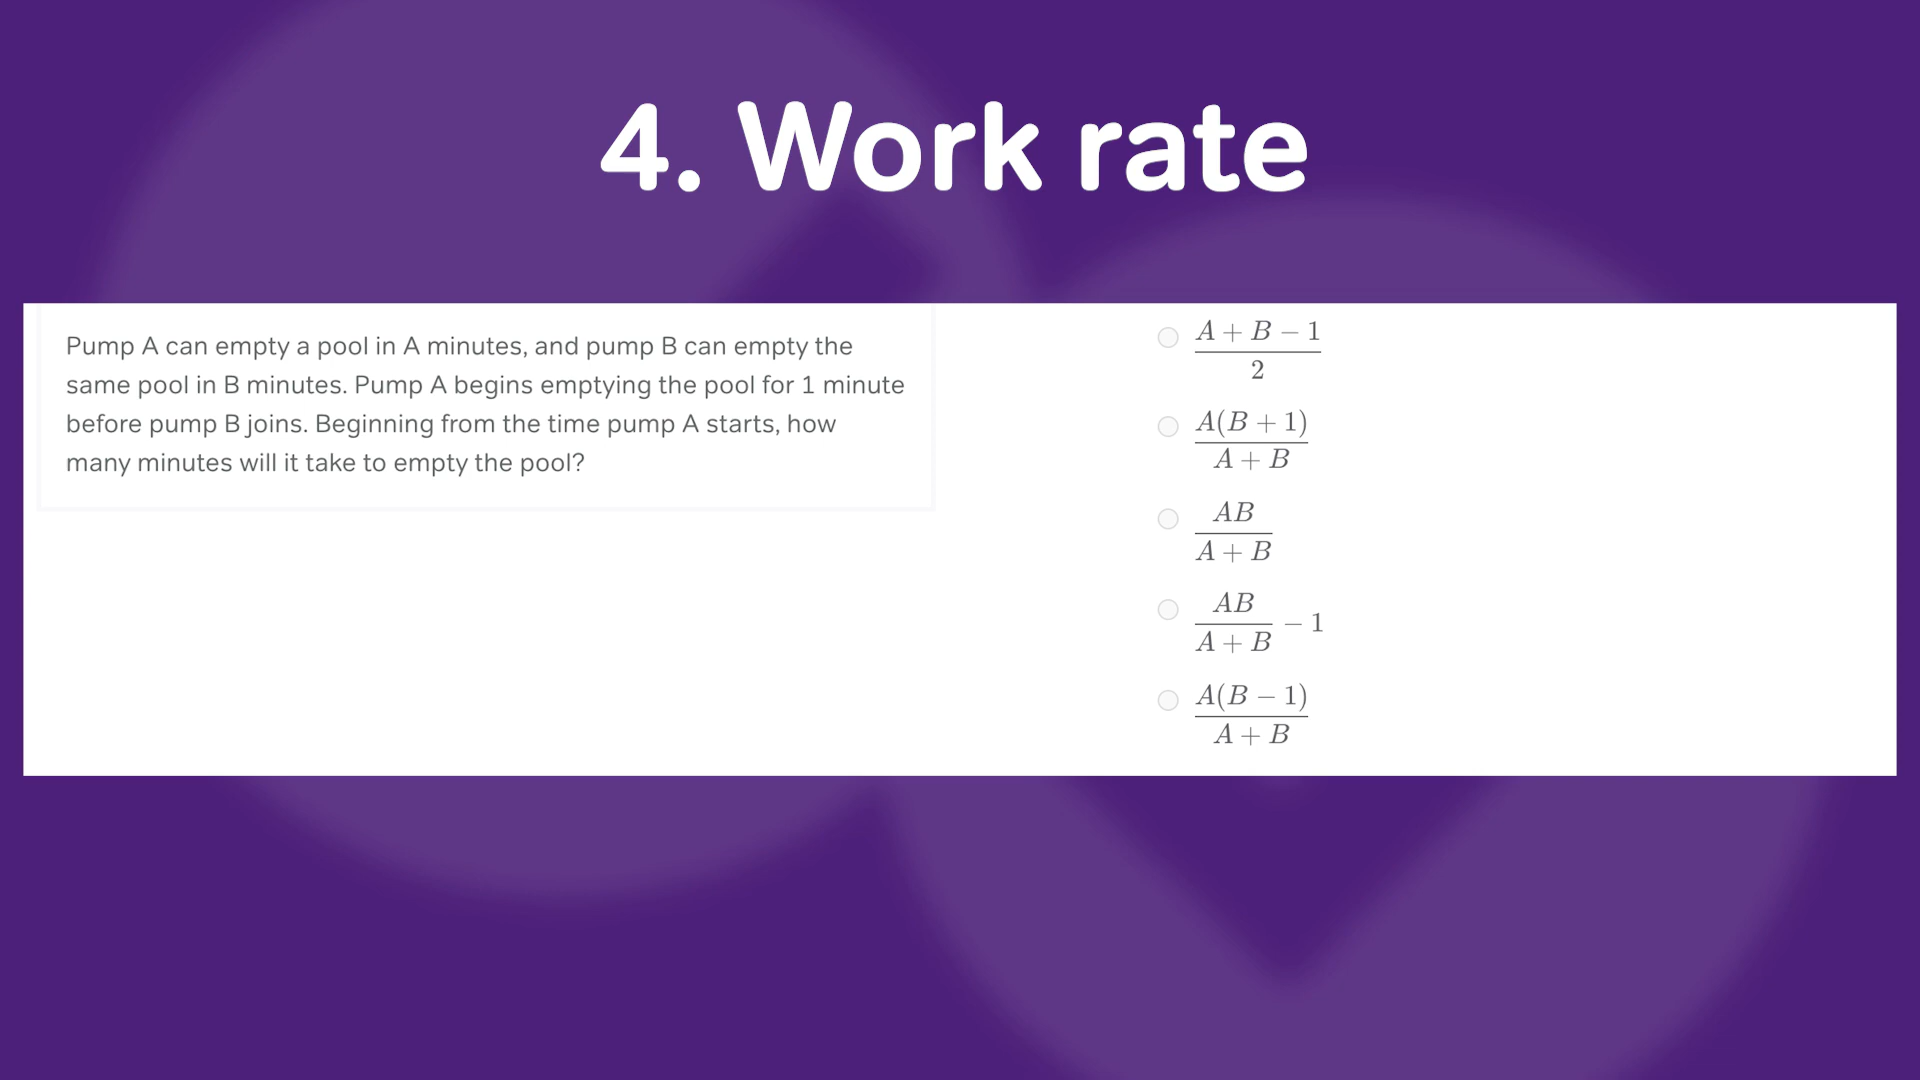 4. Work rate
Pump A can empty a pool in A minutes, and pump B can empty the
same pool in B minutes. Pump A begins emptying the pool for 1 minute
before pump B joins. Beginning from the time pump A starts, how
many minutes will it take to empty the pool?
A + B − 1
2
A(B + 1)
A + B
AB
A + B
AB
A + B
− 1
A(B − 1)
A + B